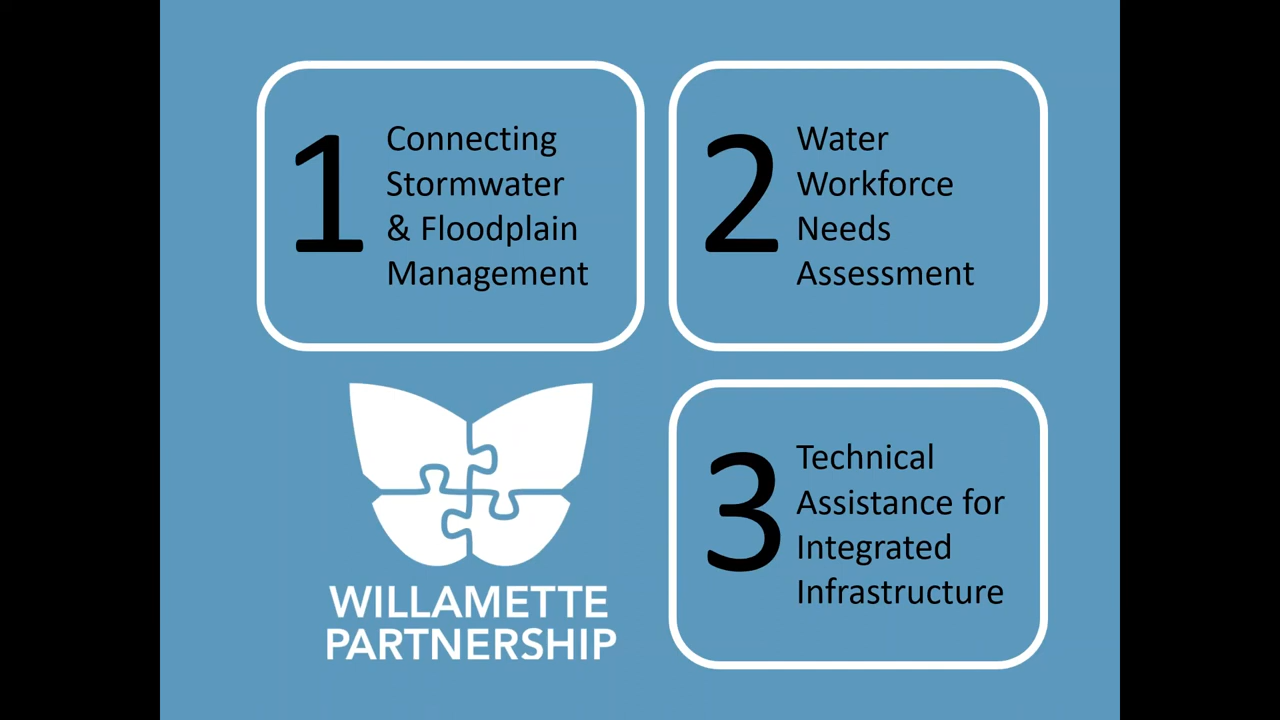 1
Connecting
Stormwater
& Floodplain
Management
2
Water
Workforce
Needs
Assessment
WILLAMETTE
PARTNERSHIP
3
Technical
Assistance for
Integrated
Infrastructure